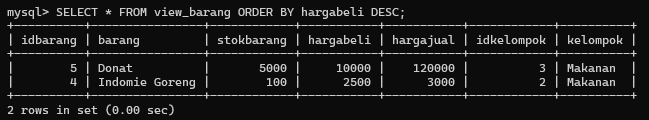 mysql> SELECT * FROM view_barang ORDER BY hargabeli DESC;
+----------+----------------+------------+-----------+-----------+------------+----------+
| idbarang | barang         | stokbarang | hargabeli | hargajual | idkelompok | kelompok |
+----------+----------------+------------+-----------+-----------+------------+----------+
|        5 | Donat          |       5000 |     10000 |    120000 |          3 | Makanan  |
|        4 | Indomie Goreng |        100 |      2500 |      3000 |          2 | Makanan  |
+----------+----------------+------------+-----------+-----------+------------+----------+
2 rows in set (0.00 sec)